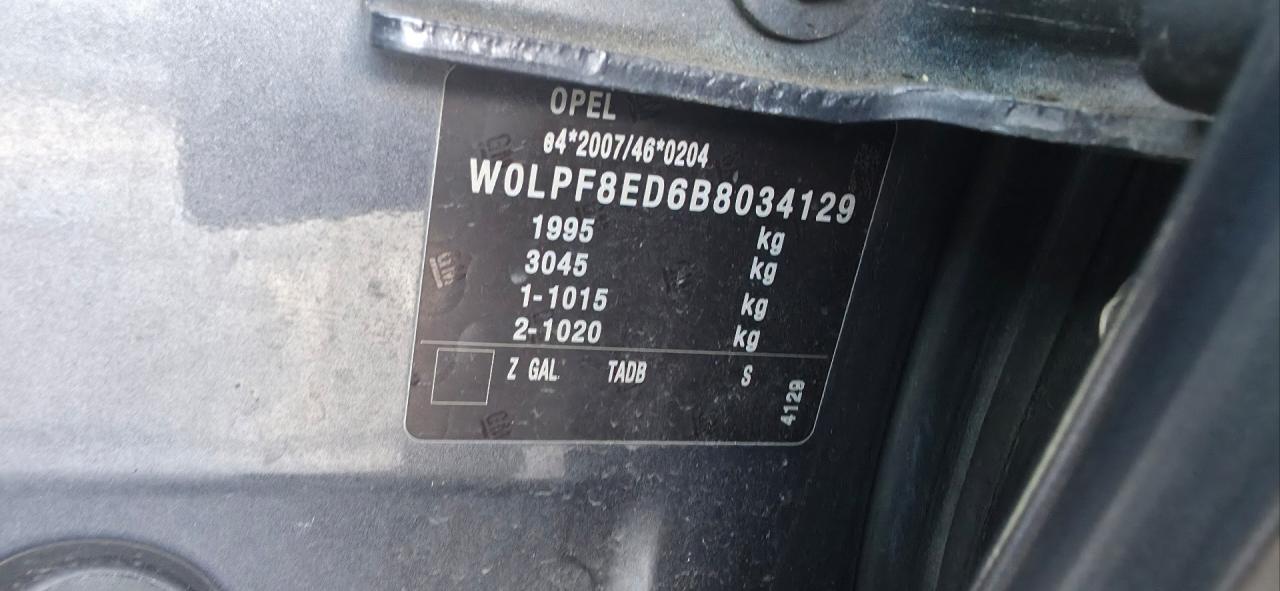 OPEL
e4*2007/46*0204
W0LPF8ED6B8034129
1995 kg
3045 kg
1-1015 kg
2-1020 kg
Z GAL TADB S
4129